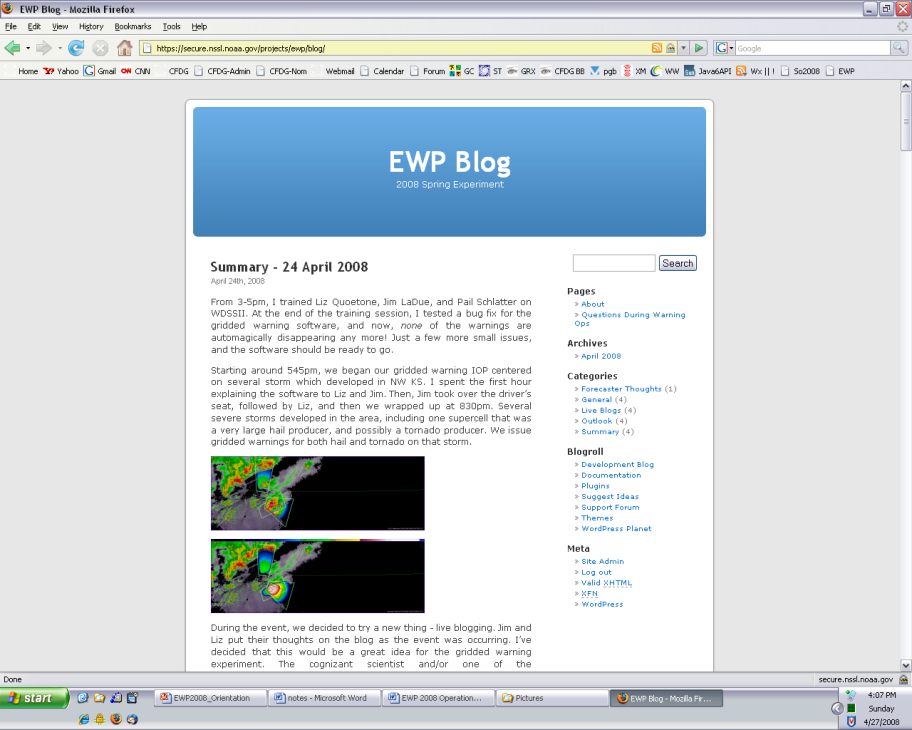 EWP Blog - Mozilla Firefox
File Edit View History Bookmarks Tools Help
https://secure.nssl.noaa.gov/projects/ewp/blog/
Google
Home Yahoo Gmail CNN CFDG CFDG-Admin CFDG-Nom Webmail Calendar Forum GC ST GRX CFDG BB pgb XM WW Java6API Wx || ! So2008 EWP
EWP Blog
2008 Spring Experiment
Summary - 24 April 2008
April 24th, 2008
From 3-5pm, I trained Liz Quoetone, Jim LaDue, and Pail Schlatter on
WDSSII. At the end of the training session, I tested a bug fix for the
gridded warning software, and now, none of the warnings are
automagically disappearing any more! Just a few more small issues,
and the software should be ready to go.
Starting around 545pm, we began our gridded warning IOP centered
on several storm which developed in NW KS. I spent the first hour
explaining the software to Liz and Jim. Then, Jim took over the driver's
seat, followed by Liz, and then we wrapped up at 830pm. Several
severe storms developed in the area, including one supercell that was
a very large hail producer, and possibly a tornado producer. We issue
gridded warnings for both hail and tornado on that storm.
During the event, we decided to try a new thing - live blogging. Jim and
Liz put their thoughts on the blog as the event was occurring. I've
decided that this would be a great idea for the gridded warning
experiment. The cognizant scientist and/or one of the
Search
Pages
» About
» Questions During Warning
Ops
Archives
» April 2008
Categories
» Forecaster Thoughts (1)
» General (4)
» Live Blogs (4)
» Outlook (4)
» Summary (4)
Blogroll
» Development Blog
» Documentation
» Plugins
» Suggest Ideas
» Support Forum
» Themes
» WordPress Planet
Meta
» Site Admin
» Log out
» Valid XHTML
» XFN
» WordPress
Done
secure.nssl.noaa.gov
start
EWP2008_Orientation
notes - Microsoft Word
EWP 2008 Operation...
Pictures
EWP Blog - Mozilla Fir...
4:07 PM
Sunday
4/27/2008